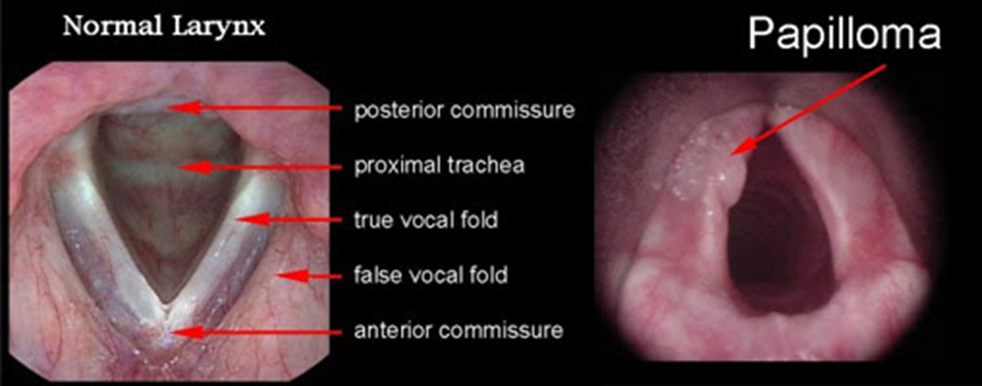 Normal Larynx
posterior commissure
proximal trachea
true vocal fold
false vocal fold
anterior commissure
Papilloma